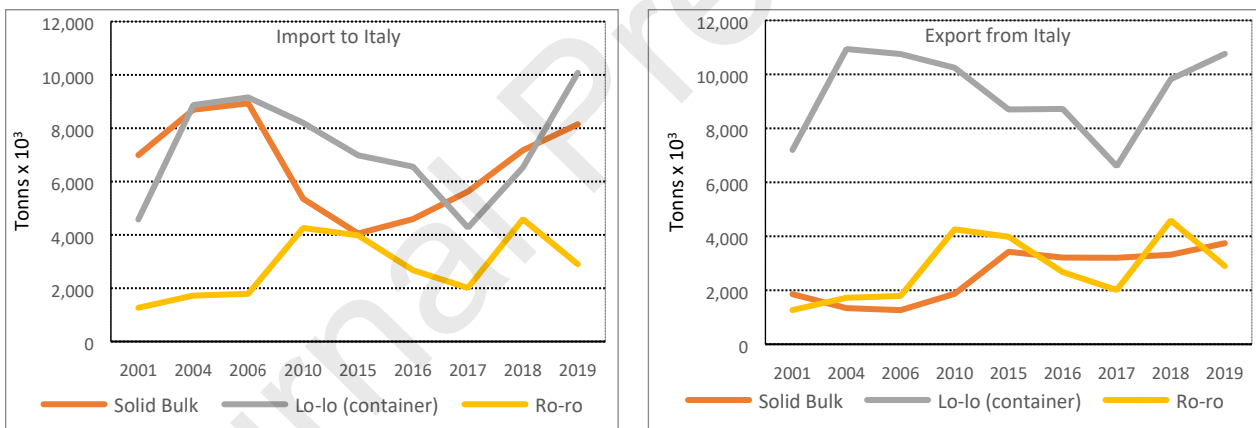 Import to Italy
12,000
10,000
8,000
6,000
4,000
2,000
0
Tonns x 10³
2001 2004 2006 2010 2015 2016 2017 2018 2019
Solid Bulk Lo-lo (container) Ro-ro
Export from Italy
12,000
10,000
8,000
6,000
4,000
2,000
0
Tonns x 10³
2001 2004 2006 2010 2015 2016 2017 2018 2019
Solid Bulk Lo-lo (container) Ro-ro
urnal Pre